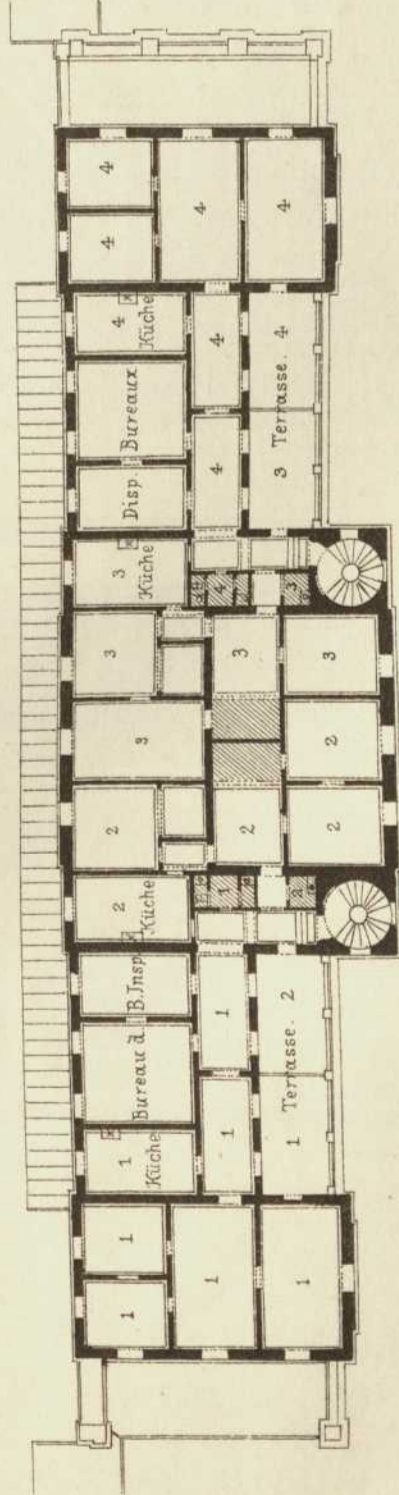 1 1 1 Bureau d. B. Insp. 2 2 3 3 3 Disp. Bureaux 4 4 4
Küche Küche Küche Küche
1 1 1 1 2 3 4 4 4 4
1 1 Terrasse. 2 2 2 2 3 3 3 Terrasse. 4 4